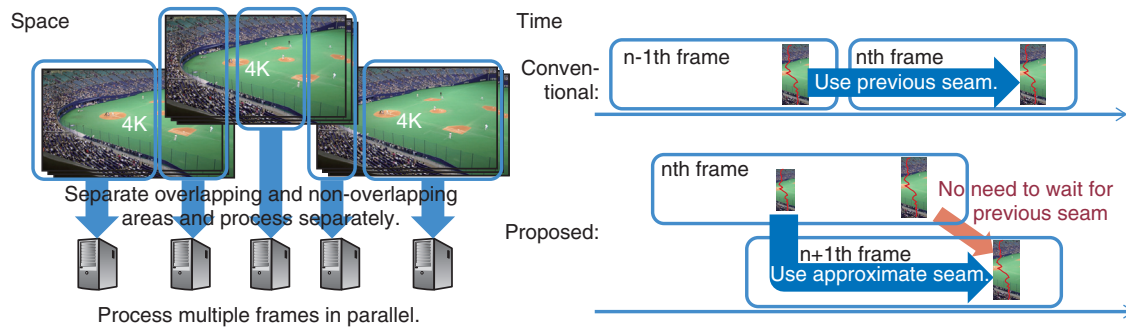 Space
4K
4K
4K
Separate overlapping and non-overlapping
areas and process separately.
Process multiple frames in parallel.
Time
Conven-
tional:
n-1th frame
nth frame
Use previous seam.
Proposed:
nth frame
No need to wait for
previous seam
n+1th frame
Use approximate seam.